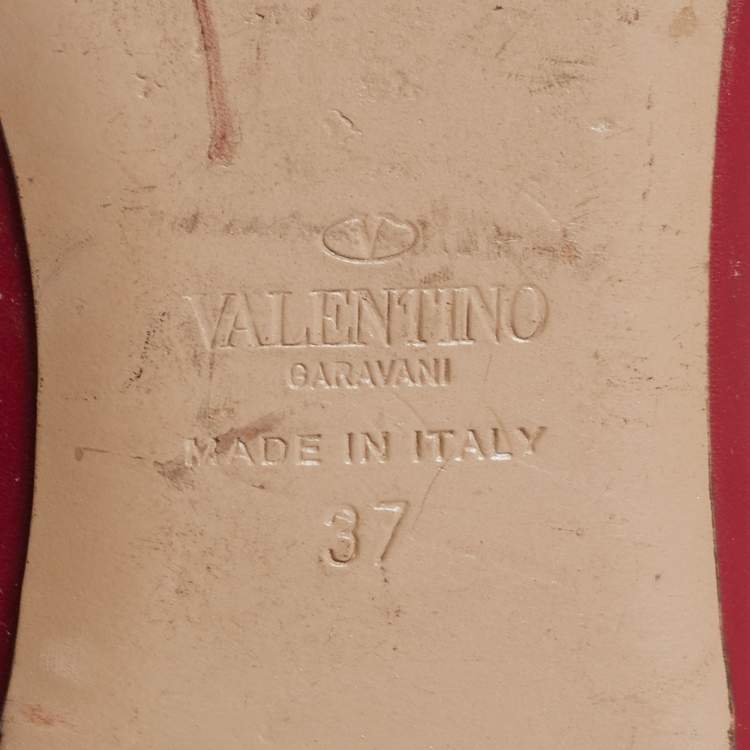 V
VALENTINO
GARAVANI
MADE IN ITALY
37